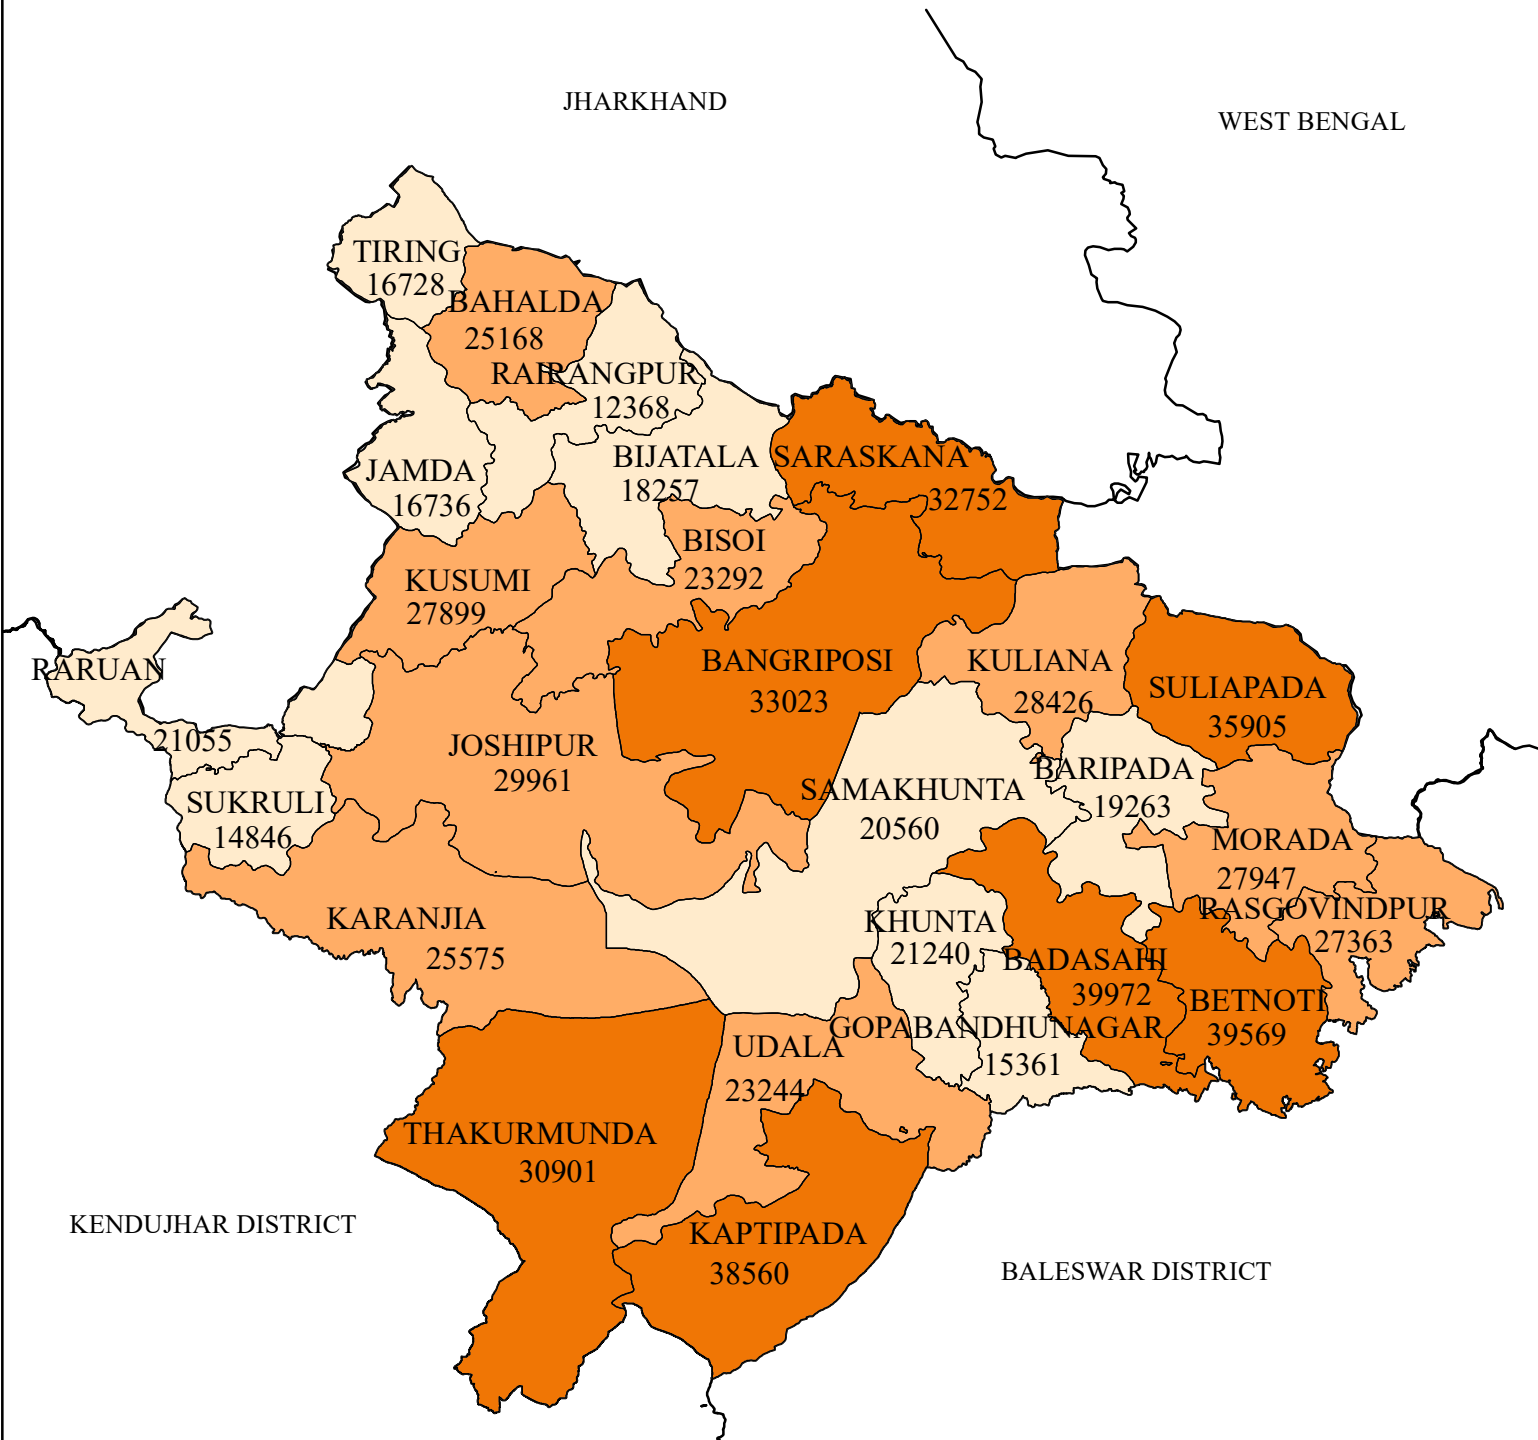 JHARKHAND
WEST BENGAL
TIRING
16728
BAHALDA
25168
RAIRANGPUR
12368
JAMDA
16736
BIJATALA
18257
SARASKANA
32752
BISOI
23292
KUSUMI
27899
RARUAN
21055
BANGRIPOSI
33023
KULIANA
28426
SULIAPADA
35905
JOSHIPUR
29961
SUKRULI
14846
SAMAKHUNTA
20560
BARIPADA
19263
MORADA
27947
RASGOVINDPUR
27363
KARANJIA
25575
KHUNTA
21240
BADASAHI
39972
BETNOTI
39569
GOPABANDHUNAGAR
15361
UDALA
23244
THAKURMUNDA
30901
KAPTIPADA
38560
KENDUJHAR DISTRICT
BALESWAR DISTRICT